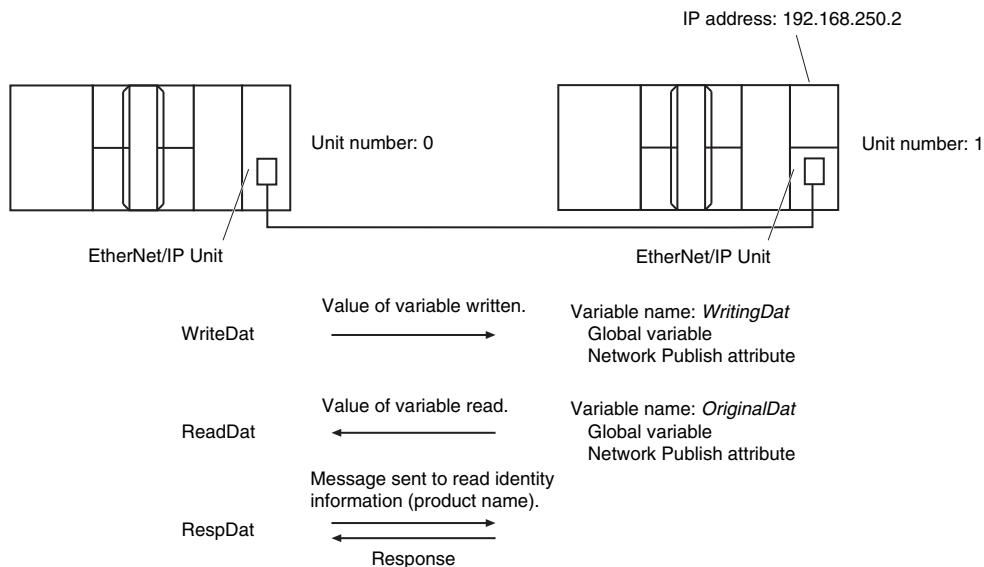 IP address: 192.168.250.2
Unit number: 0
Unit number: 1
EtherNet/IP Unit
EtherNet/IP Unit
Value of variable written.
WriteDat
Variable name: WritingDat
Global variable
Network Publish attribute
Value of variable read.
ReadDat
Variable name: OriginalDat
Global variable
Network Publish attribute
Message sent to read identity
information (product name).
RespDat
Response